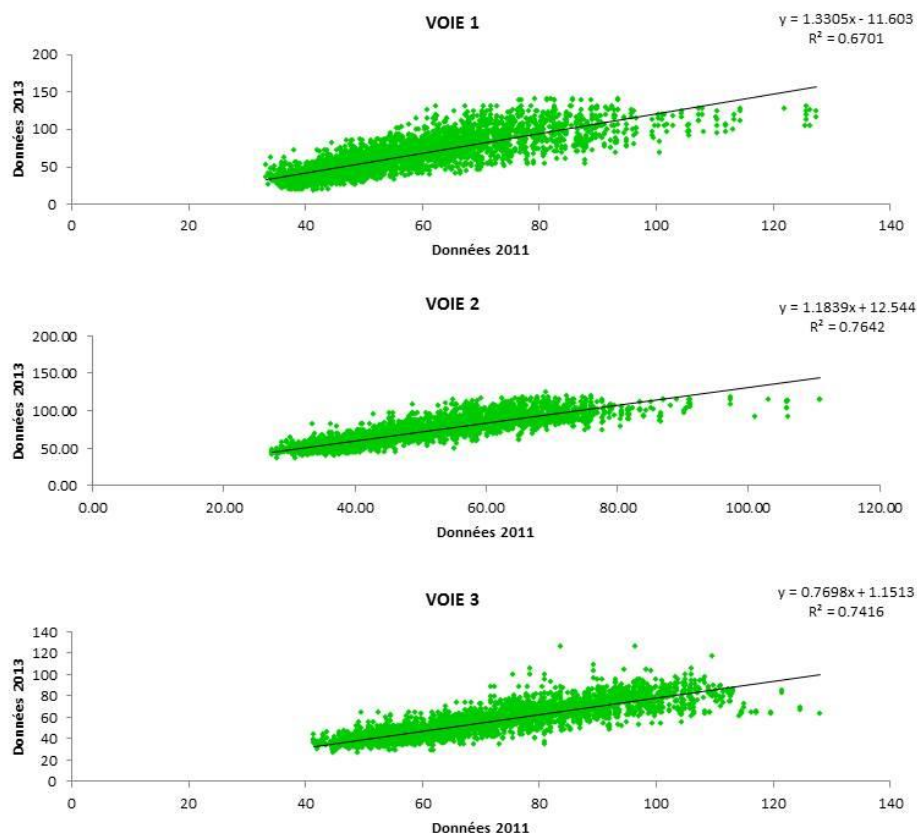 VOIE 1
y = 1.3305x - 11.603
R² = 0.6701
Données 2013
200
150
100
50
0
0 20 40 60 80 100 120 140
Données 2011
VOIE 2
y = 1.1839x + 12.544
R² = 0.7642
Données 2013
200.00
150.00
100.00
50.00
0.00
0.00 20.00 40.00 60.00 80.00 100.00 120.00
Données 2011
VOIE 3
y = 0.7698x + 1.1513
R² = 0.7416
Données 2013
140
120
100
80
60
40
20
0
0 20 40 60 80 100 120 140
Données 2011